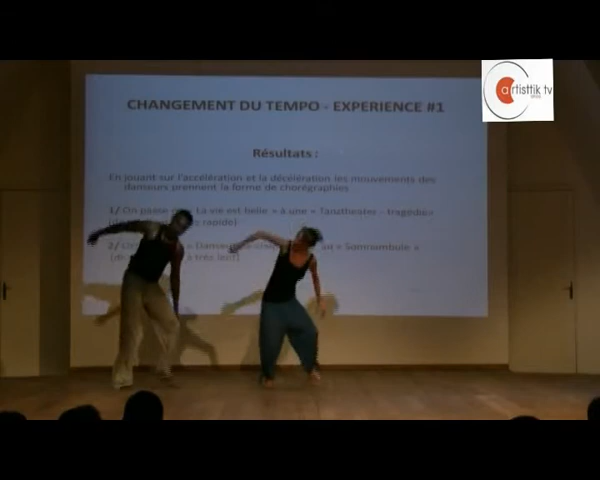 artisttik tv
CHANGEMENT DU TEMPO - EXPERIENCE #1
Résultats :
En jouant sur l'accélération et la décélération les mouvements des
danseurs prennent la forme de chorégraphies
1/ On passe La vie est belle » à une « Tanztheater - tragédie»
rapide)
2/ « au « Somnambule »
à très lent)